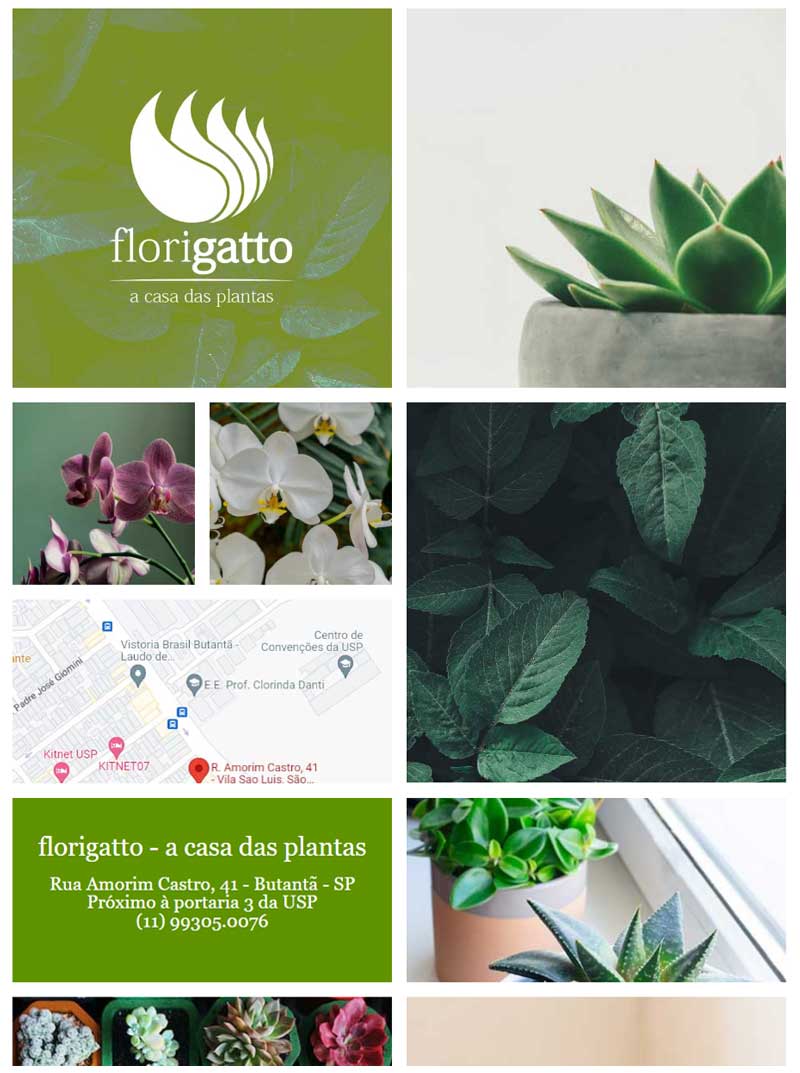 florigatto
a casa das plantas
ante
Padre José Giomini
Vistoria Brasil Butantã -
Laudo de...
Centro de
Convenções da USP
E.E. Prof. Clorinda Danti
Kitnet USP
KITNET07
R. Amorim Castro, 41
- Vila Sao Luis, São...
florigatto - a casa das plantas
Rua Amorim Castro, 41 - Butantã - SP
Próximo à portaria 3 da USP
(11) 99305.0076